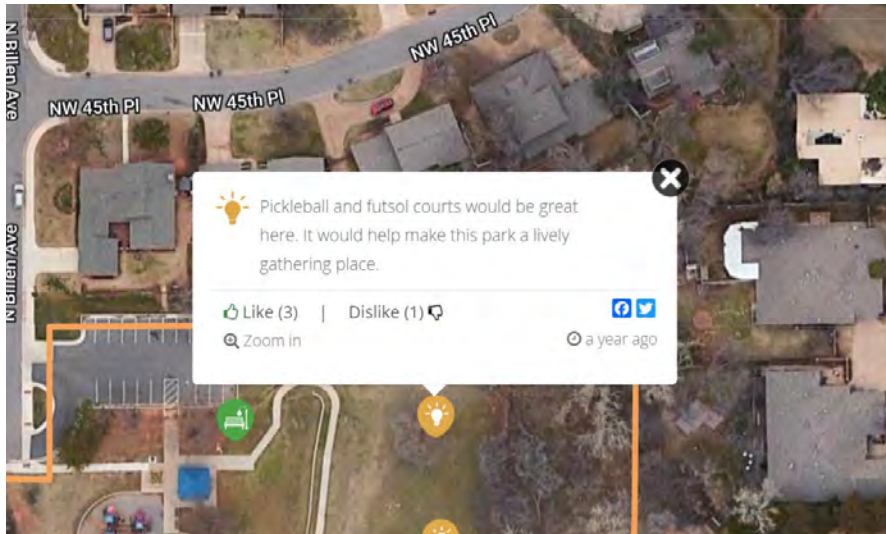 NW 45th Pl
N Billen Ave
NW 45th Pl
NW 45th Pl
Pickleball and futsol courts would be great
here. It would help make this park a lively
gathering place.
N Billen Ave
Like (3) | Dislike (1)
Zoom in
a year ago